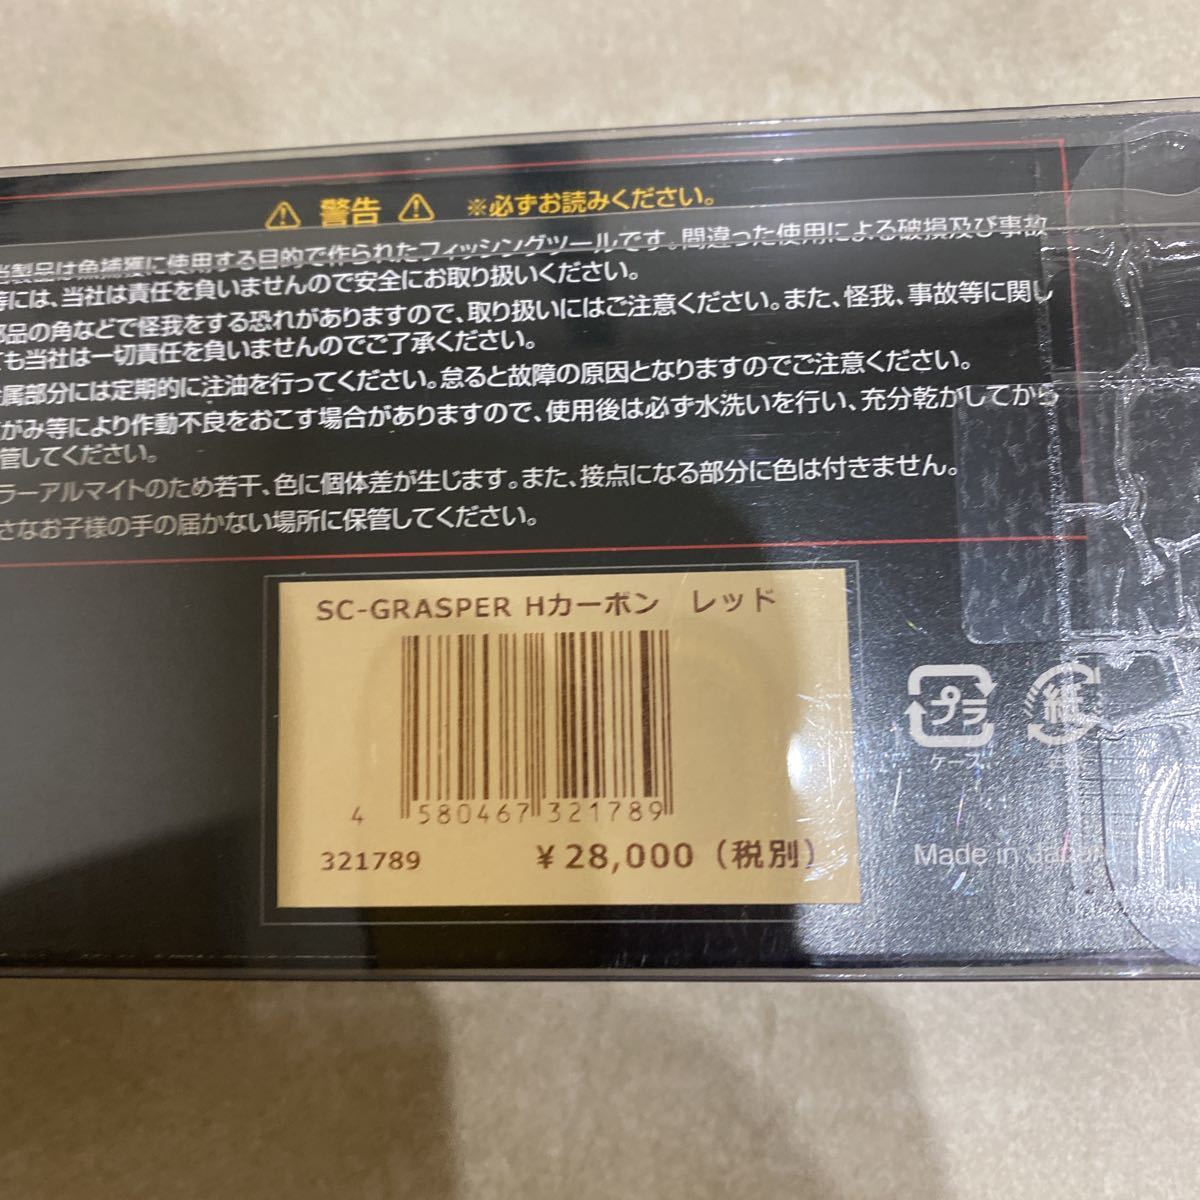 ⚠ 警告 ⚠ ※必ずお読みください。
当製品は魚捕獲に使用する目的で作られたフィッシングツールです。間違った使用による破損及び事故
等には、当社は責任を負いませんので安全にお取り扱いください。
部品の角などで怪我をする恐れがありますので、取り扱いにはご注意ください。また、怪我、事故等に関し
ても当社は一切責任を負いませんのでご了承ください。
金属部分には定期的に注油を行ってください。怠ると故障の原因となりますのでご注意ください。
がみ等により作動不良をおこす場合がありますので、使用後は必ず水洗いを行い、充分乾かしてから
管してください。
ラーアルマイトのため若干、色に個体差が生じます。また、接点になる部分に色は付きません。
さなお子様の手の届かない場所に保管してください。
SC-GRASPER Hカーボン レッド
4 580467 321789
321789 ¥28,000（税別）
プラ 紙
ケース
Made in Japan